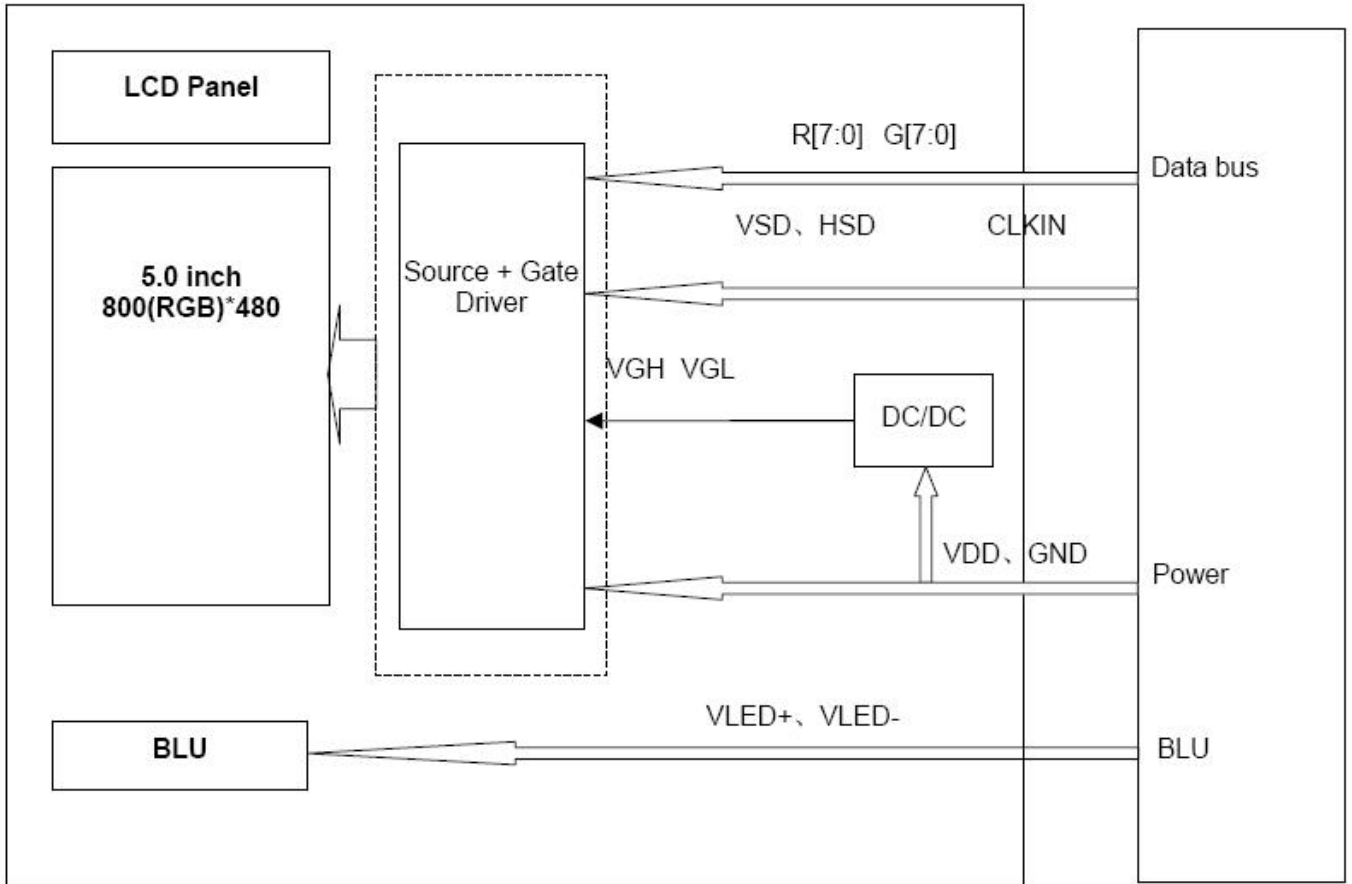 LCD Panel
R[7:0] G[7:0]
Data bus
VSD、HSD CLKIN
5.0 inch
800(RGB)*480
Source + Gate
Driver
VGH VGL
DC/DC
VDD、GND
Power
VLED+、VLED-
BLU
BLU